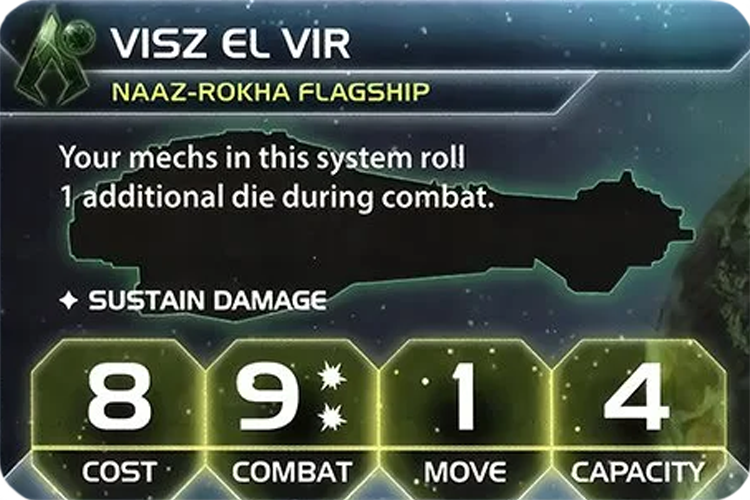 VISZ EL VIR
NAAZ-ROKHA FLAGSHIP
Your mechs in this system roll
1 additional die during combat.
SUSTAIN DAMAGE
8 9 1 4
COST COMBAT MOVE CAPACITY